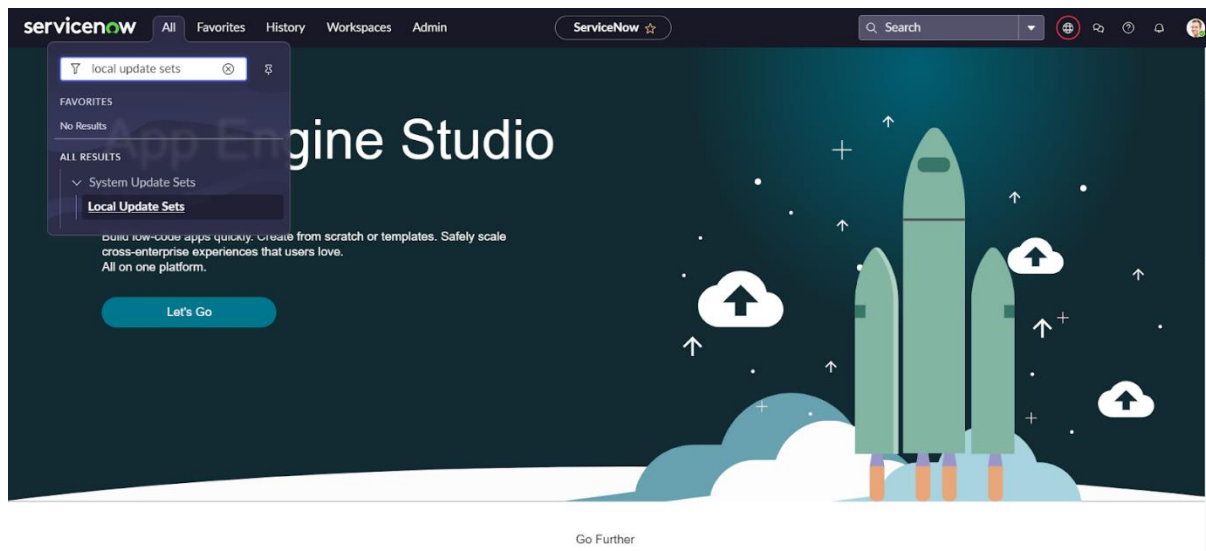 servicenow All Favorites History Workspaces Admin ServiceNow Search
local update sets
FAVORITES
No Results
App Engine Studio
ALL RESULTS
System Update Sets
Local Update Sets
Build low-code apps quickly. Create from scratch or templates. Safely scale
cross-enterprise experiences that users love.
All on one platform.
Let's Go
Go Further